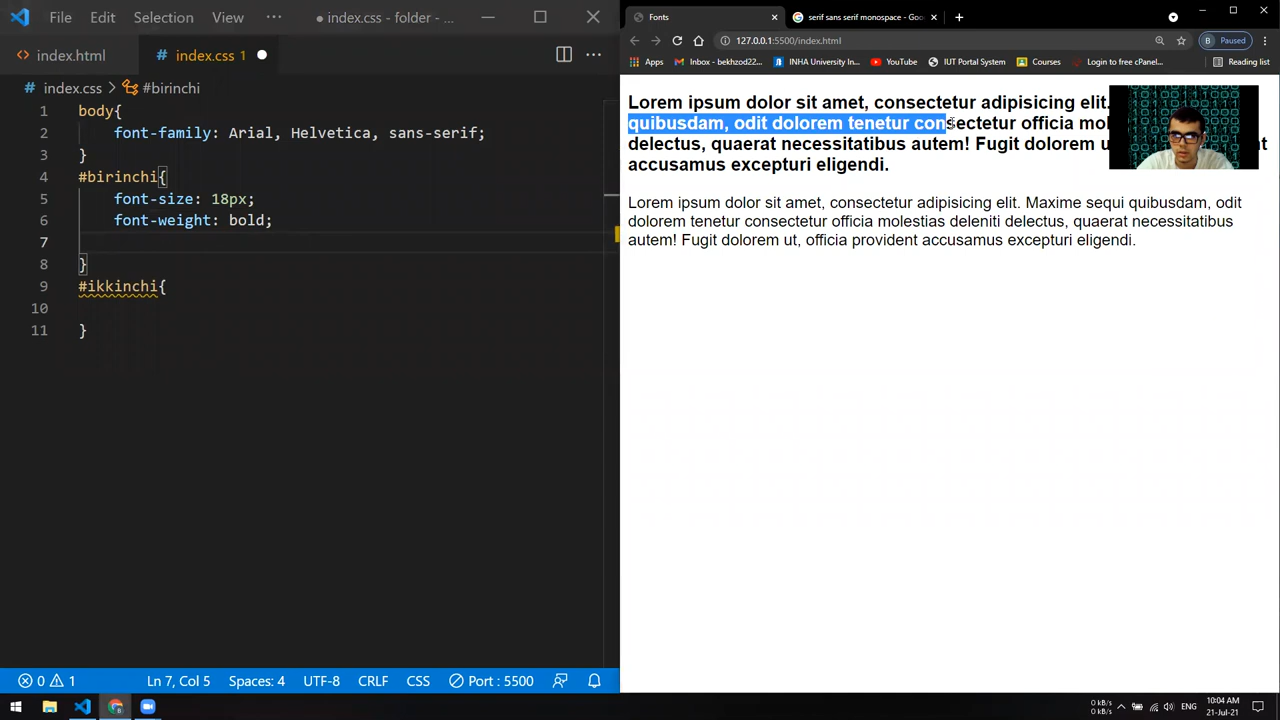 File Edit Selection View ··· ● index.css - folder - ...
index.html index.css 1
index.css > #birinchi
1 body{
2 font-family: Arial, Helvetica, sans-serif;
3 }
4 #birinchi{
5 font-size: 18px;
6 font-weight: bold;
7
8 }
9 #ikkinchi{
10
11 }
0 1 Ln 7, Col 5 Spaces: 4 UTF-8 CRLF CSS Port : 5500
Fonts serif sans serif monospace - Goo
127.0.0.1:5500/index.html B Paused
Apps Inbox - bekhzod22... INHA University In... YouTube IUT Portal System Courses Login to free cPanel... Reading list
Lorem ipsum dolor sit amet, consectetur adipisicing elit.
quibusdam, odit dolorem tenetur consectetur officia mol
delectus, quaerat necessitatibus autem! Fugit dolorem u t
accusamus excepturi eligendi.
Lorem ipsum dolor sit amet, consectetur adipisicing elit. Maxime sequi quibusdam, odit
dolorem tenetur consectetur officia molestias deleniti delectus, quaerat necessitatibus
autem! Fugit dolorem ut, officia provident accusamus excepturi eligendi.
0 kB/s
0 kB/s
ENG
10:04 AM
21-Jul-21